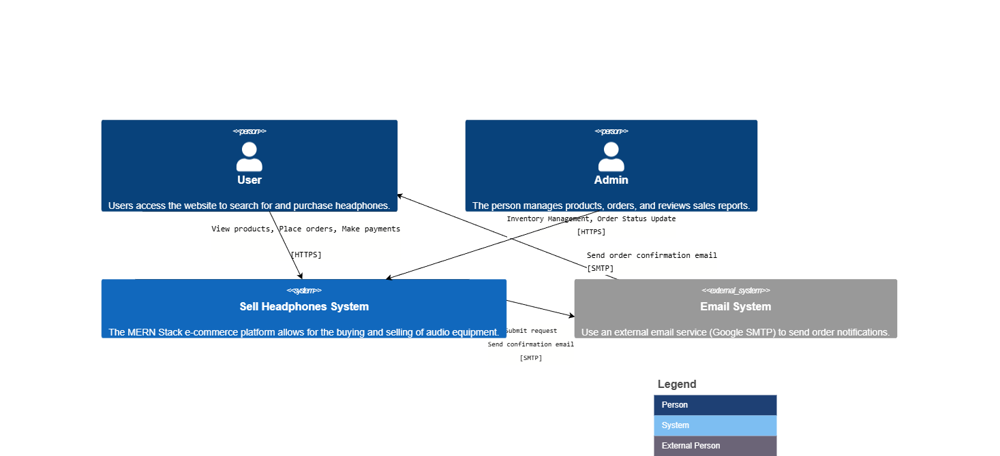 <<person>>
User
Users access the website to search for and purchase headphones.
<<person>>
Admin
The person manages products, orders, and reviews sales reports.
Inventory Management, Order Status Update
[HTTPS]
View products, Place orders, Make payments
[HTTPS]
Send order confirmation email
[SMTP]
<<system>>
Sell Headphones System
The MERN Stack e-commerce platform allows for the buying and selling of audio equipment.
<<external_system>>
Email System
Use an external email service (Google SMTP) to send order notifications.
Submit request
Send confirmation email
[SMTP]
Legend
Person
System
External Person